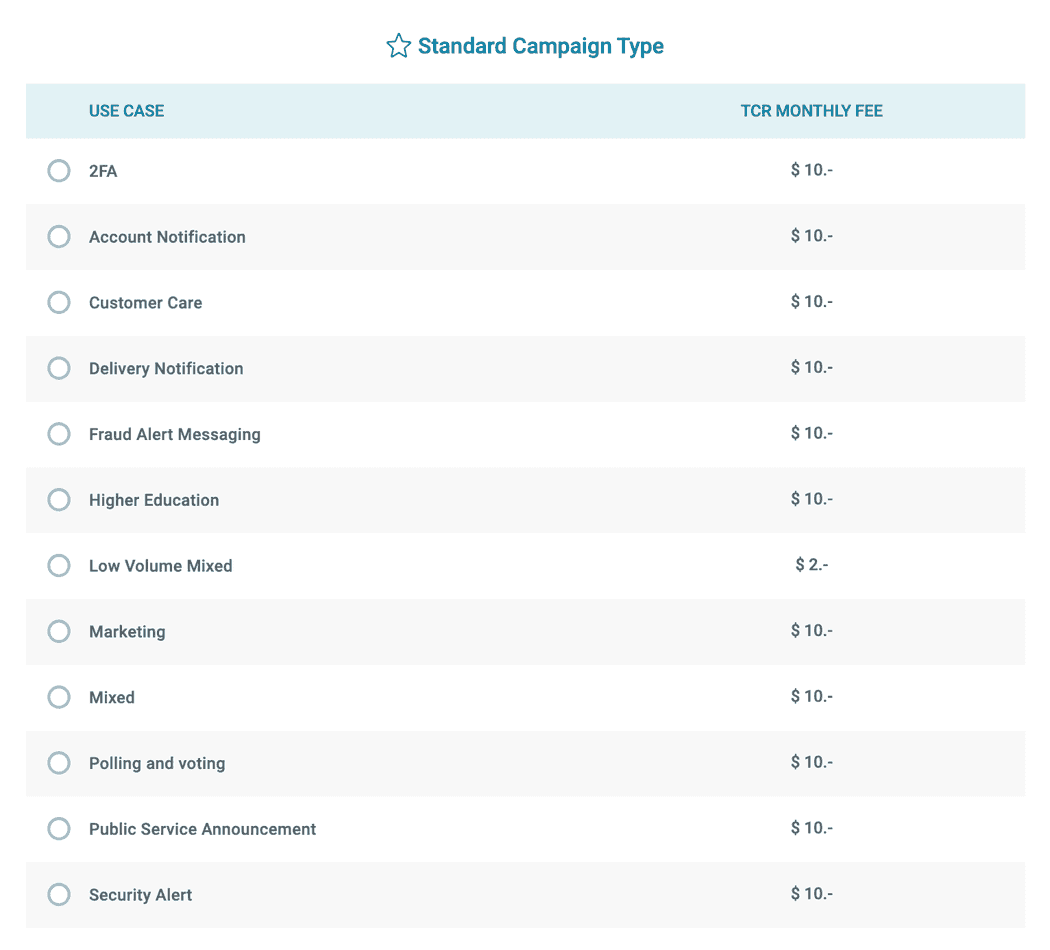 Standard Campaign Type
USE CASE TCR MONTHLY FEE
2FA $ 10.-
Account Notification $ 10.-
Customer Care $ 10.-
Delivery Notification $ 10.-
Fraud Alert Messaging $ 10.-
Higher Education $ 10.-
Low Volume Mixed $ 2.-
Marketing $ 10.-
Mixed $ 10.-
Polling and voting $ 10.-
Public Service Announcement $ 10.-
Security Alert $ 10.-